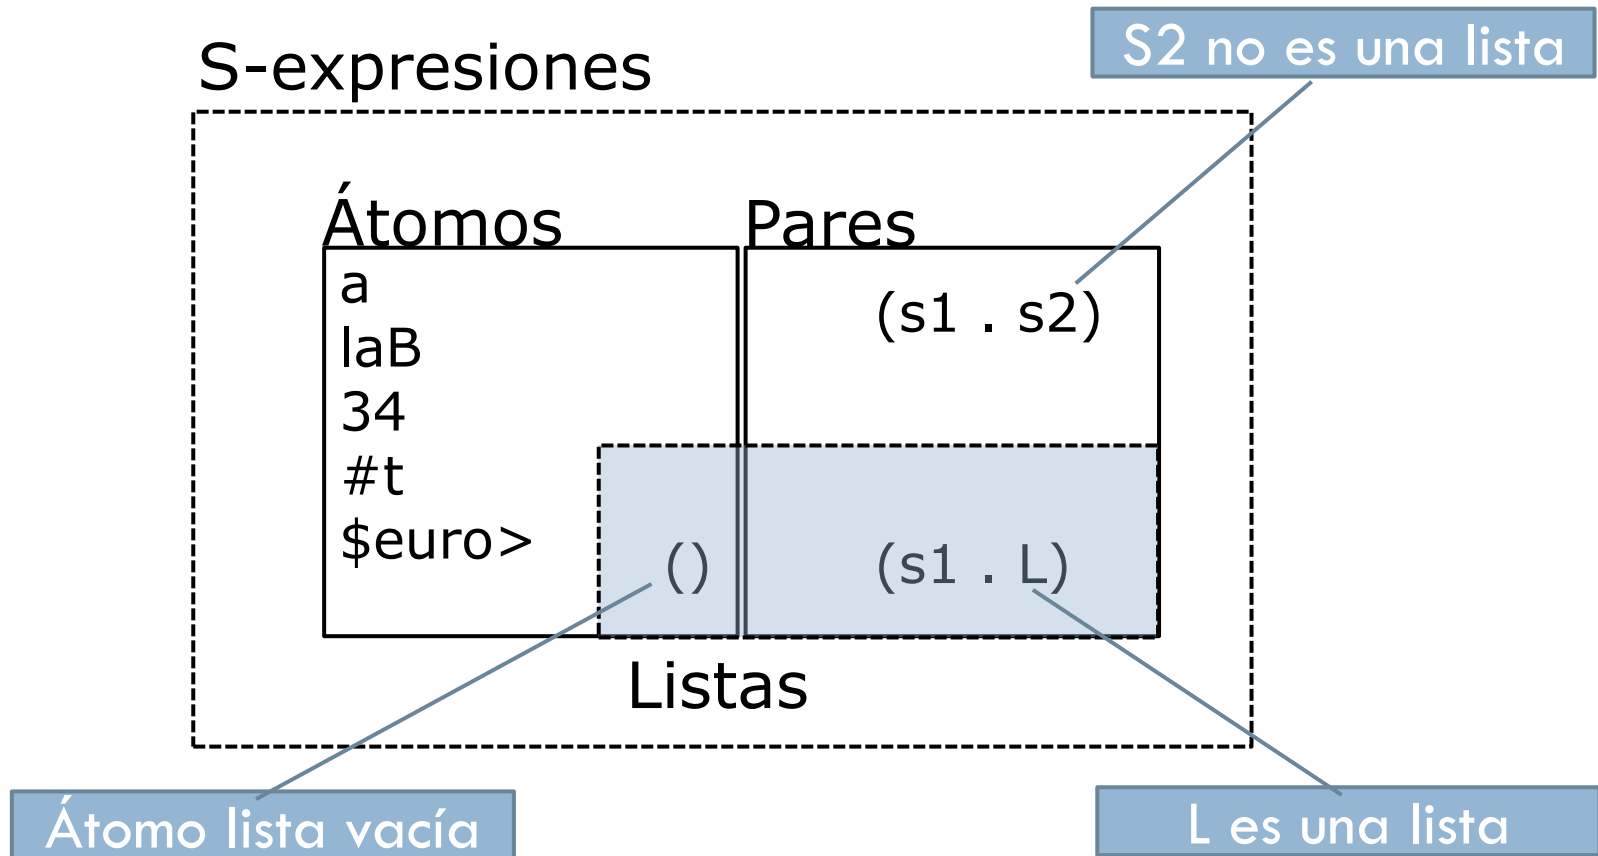 S2 no es una lista
S-expresiones
Átomos
Pares
a
laB
34
#t
$euro>
(s1 . s2)
()
(s1 . L)
Listas
Átomo lista vacía
L es una lista